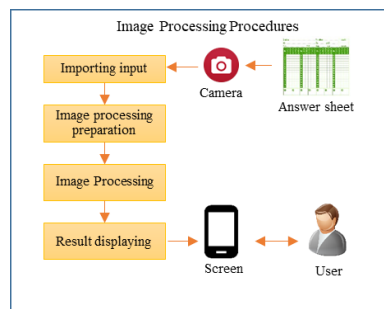 Image Processing Procedures
Importing input
Camera
Answer sheet
Image processing
preparation
Image Processing
Result displaying
Screen
User